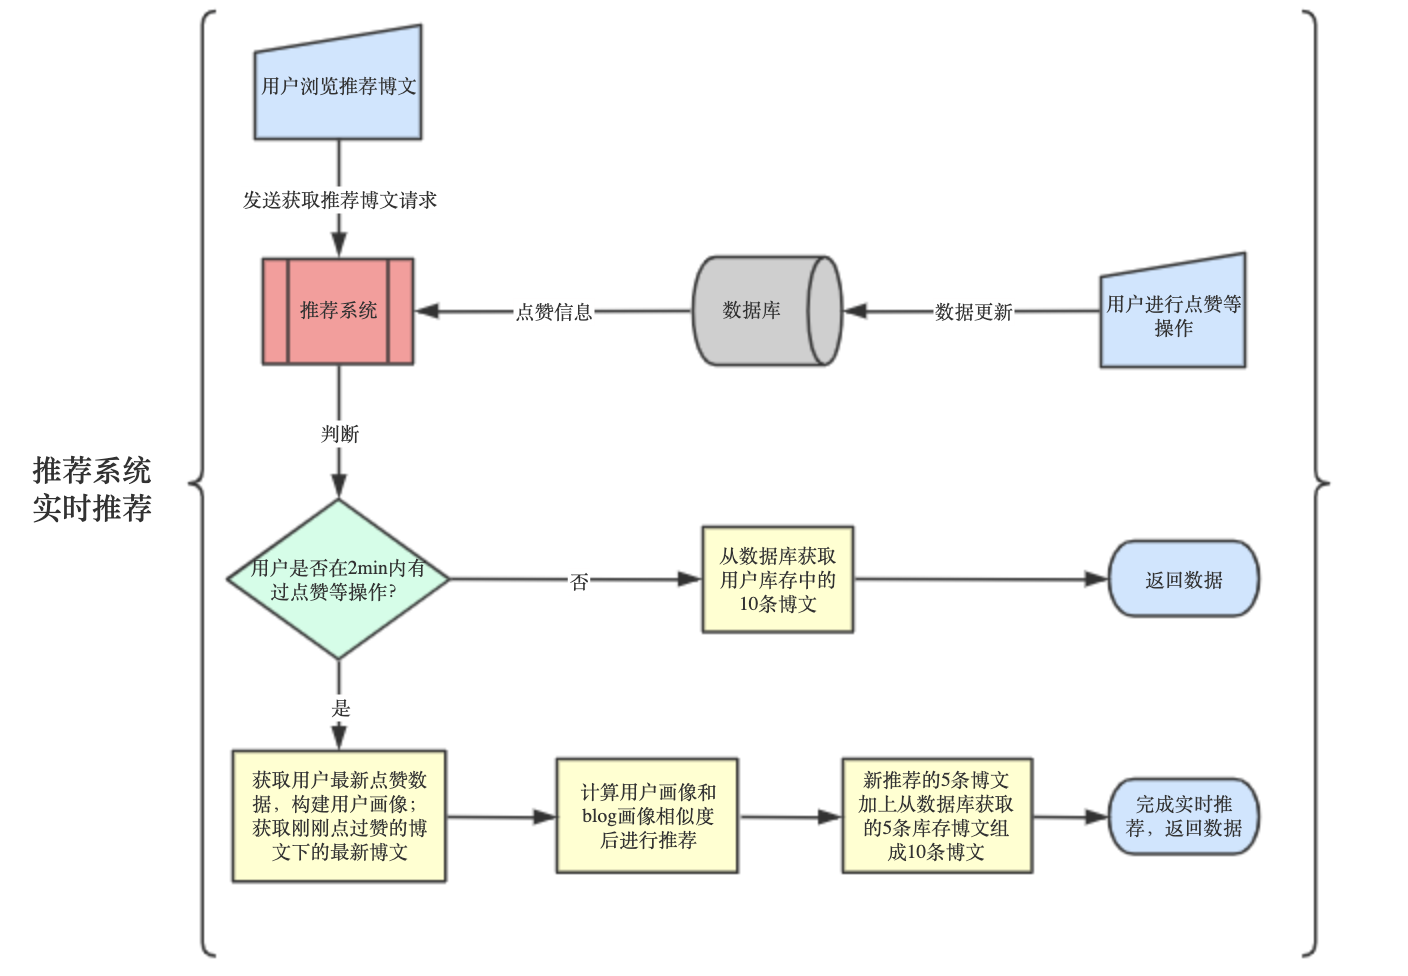 用户浏览推荐博文
发送获取推荐博文请求
推荐系统
点赞信息
数据库
数据更新
用户进行点赞等
操作
判断
推荐系统
实时推荐
用户是否在2min内有
过点赞等操作?
否
从数据库获取
用户库存中的
10条博文
返回数据
是
获取用户最新点赞数
据，构建用户画像；
获取刚刚点过赞的博
文下的最新博文
计算用户画像和
blog画像相似度
后进行推荐
新推荐的5条博文
加上从数据库获取
的5条库存博文组
成10条博文
完成实时推
荐，返回数据